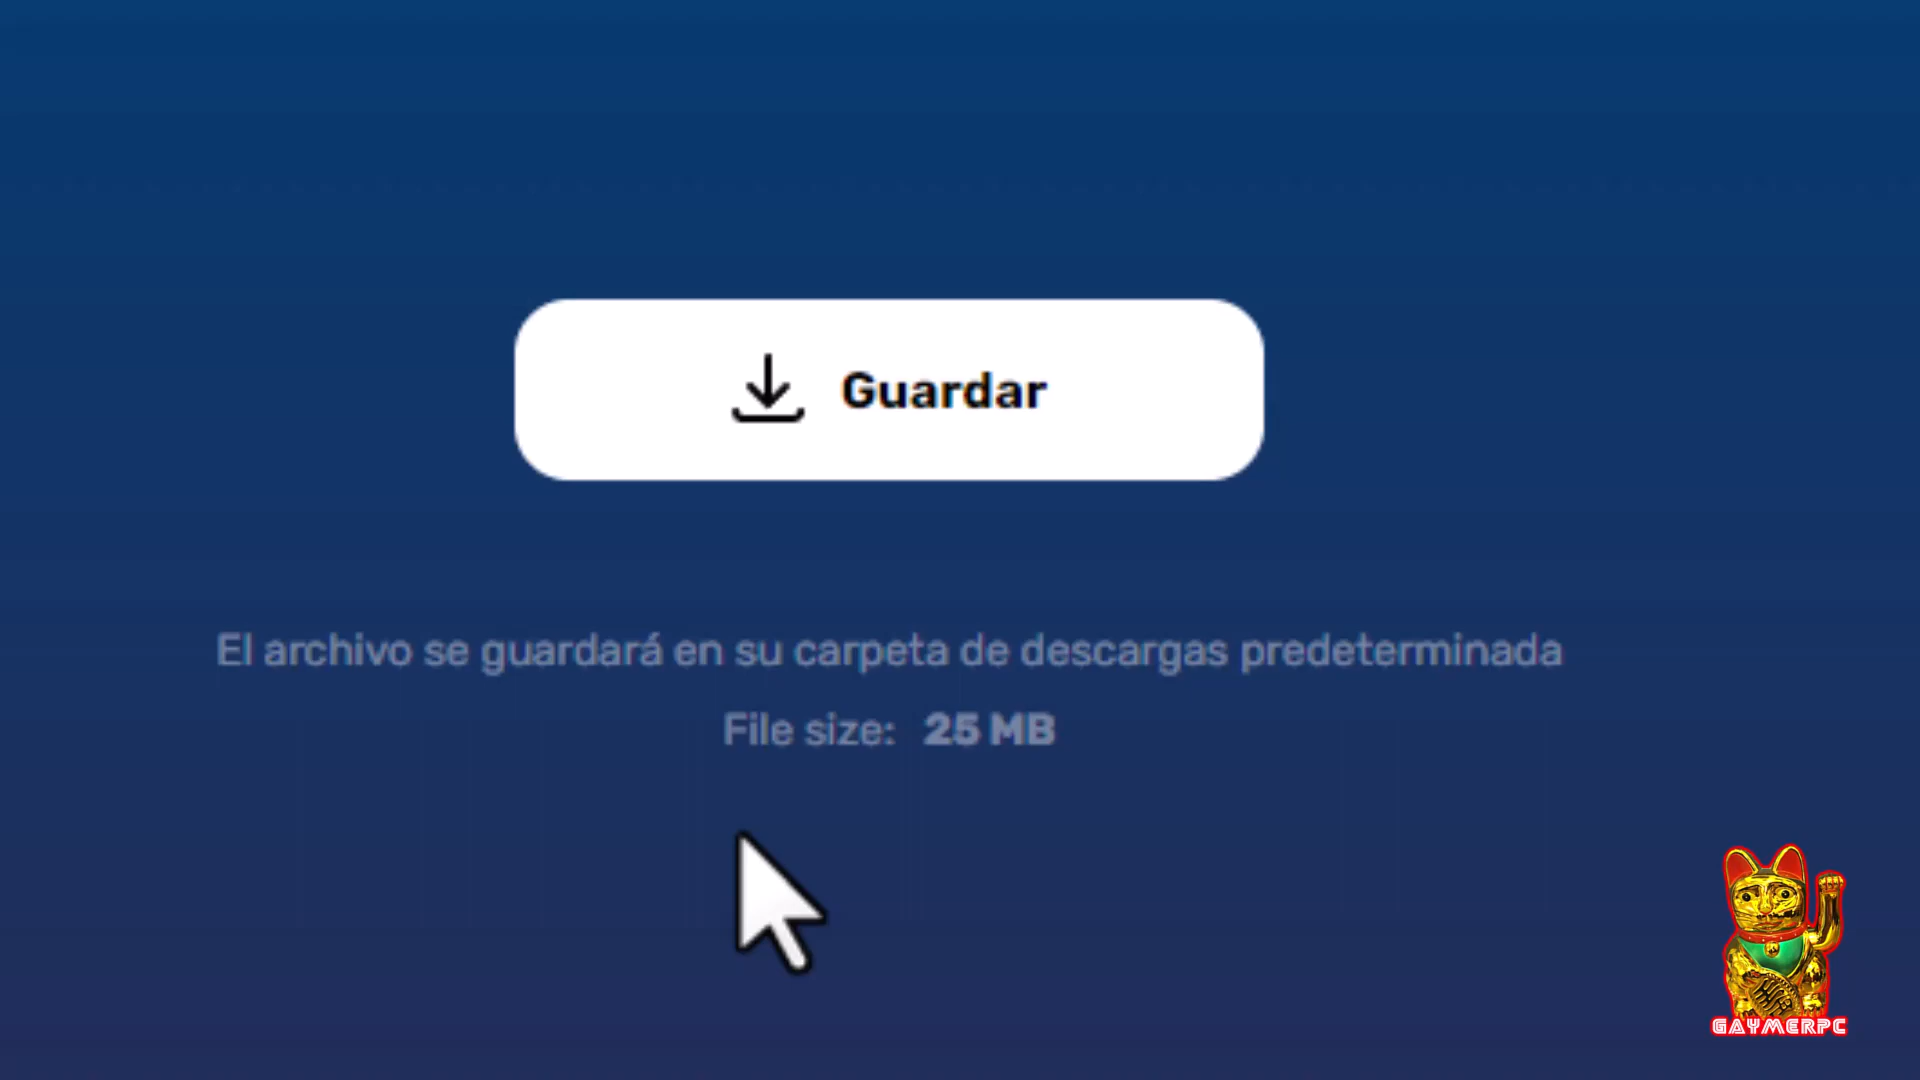 Guardar
El archivo se guardará en su carpeta de descargas predeterminada
File size: 25 MB
GAYMERPC